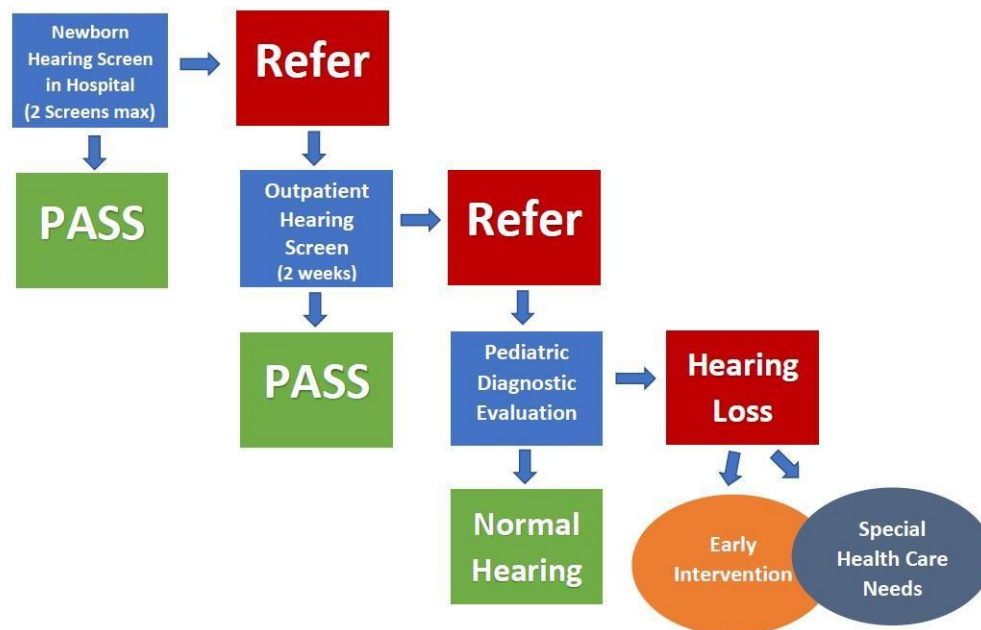 Newborn
Hearing Screen
in Hospital
(2 Screens max)
Refer
PASS
Outpatient
Hearing
Screen
(2 weeks)
Refer
PASS
Pediatric
Diagnostic
Evaluation
Hearing
Loss
Normal
Hearing
Early
Intervention
Special
Health Care
Needs